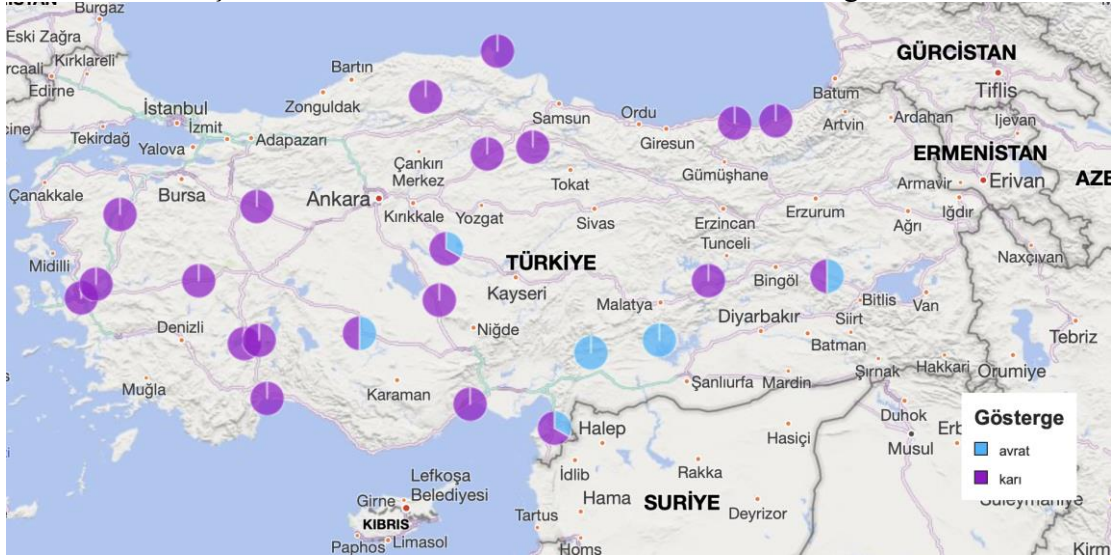 Burgaz
Eski Zağra
Kırklareli
Edirne
İstanbul
Tekirdağ
İzmit
Yalova
Adapazarı
Zonguldak
Bartın
Samsun
Ordu
Giresun
Batum
Artvin
Ardahan
GÜRCİSTAN
Tiflis
Ijevan
ERMENİSTAN
Erivan
Armavir
Iğdır
Naxçıvan
Çanakkale
Bursa
Ankara
Çankırı
Merkez
Kırıkkale
Yozgat
Tokat
Sivas
Gümüşhane
Erzincan
Tunceli
Erzurum
Ağrı
Midilli
TÜRKİYE
Kayseri
Malatya
Bingöl
Bitlis
Van
Siirt
Denizli
Niğde
Diyarbakır
Batman
Tebriz
Muğla
Karaman
Şanlıurfa
Mardin
Şırnak
Hakkari
Orumiye
Duhok
Musul
Halep
Hasiçi
İdlib
Rakka
Hama
SURİYE
Deyrizor
Lefkoşa
Belediyesi
Girne
KIBRIS
Paphos
Limasol
Tartus
Homs
Gösterge
avrat
karı